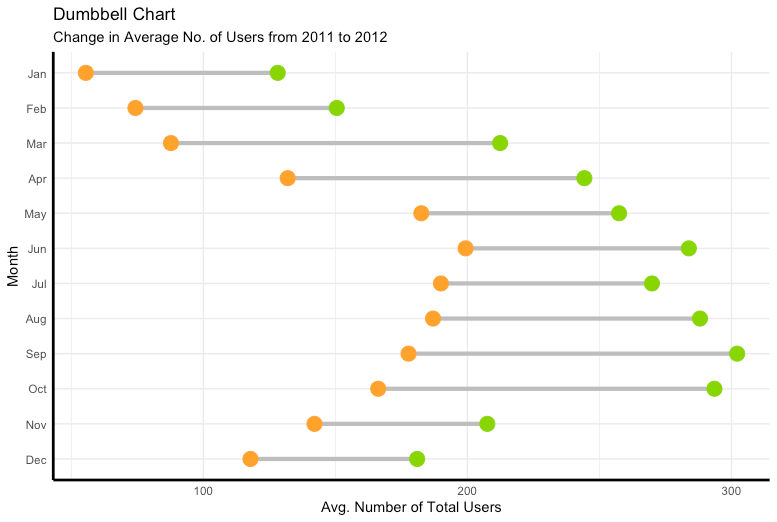 Dumbbell Chart
Change in Average No. of Users from 2011 to 2012
Month
Jan
Feb
Mar
Apr
May
Jun
Jul
Aug
Sep
Oct
Nov
Dec
100 200 300
Avg. Number of Total Users